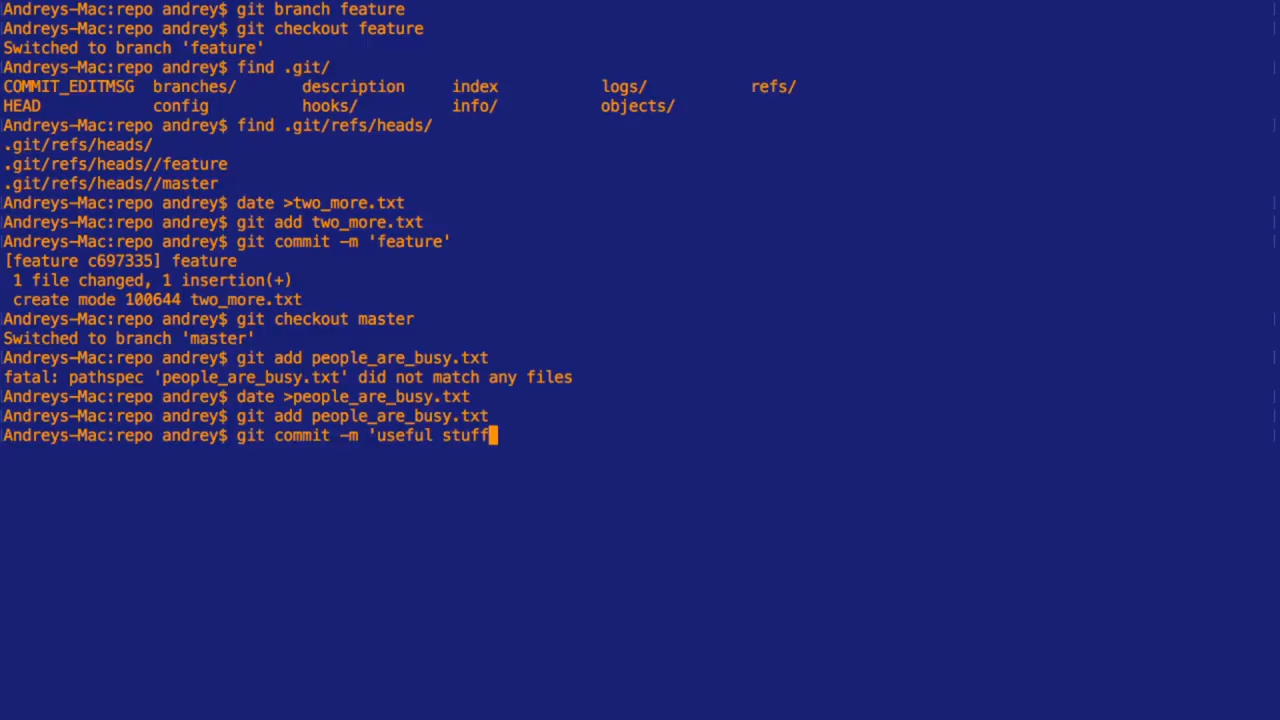 Andreys-Mac:repo andrey$ git branch feature
Andreys-Mac:repo andrey$ git checkout feature
Switched to branch 'feature'
Andreys-Mac:repo andrey$ find .git/
COMMIT_EDITMSG  branches/       description     index           logs/           refs/
HEAD            config          hooks/          info/           objects/
Andreys-Mac:repo andrey$ find .git/refs/heads/
.git/refs/heads/
.git/refs/heads//feature
.git/refs/heads//master
Andreys-Mac:repo andrey$ date >two_more.txt
Andreys-Mac:repo andrey$ git add two_more.txt
Andreys-Mac:repo andrey$ git commit -m 'feature'
[feature c697335] feature
 1 file changed, 1 insertion(+)
 create mode 100644 two_more.txt
Andreys-Mac:repo andrey$ git checkout master
Switched to branch 'master'
Andreys-Mac:repo andrey$ git add people_are_busy.txt
fatal: pathspec 'people_are_busy.txt' did not match any files
Andreys-Mac:repo andrey$ date >people_are_busy.txt
Andreys-Mac:repo andrey$ git add people_are_busy.txt
Andreys-Mac:repo andrey$ git commit -m 'useful stuff